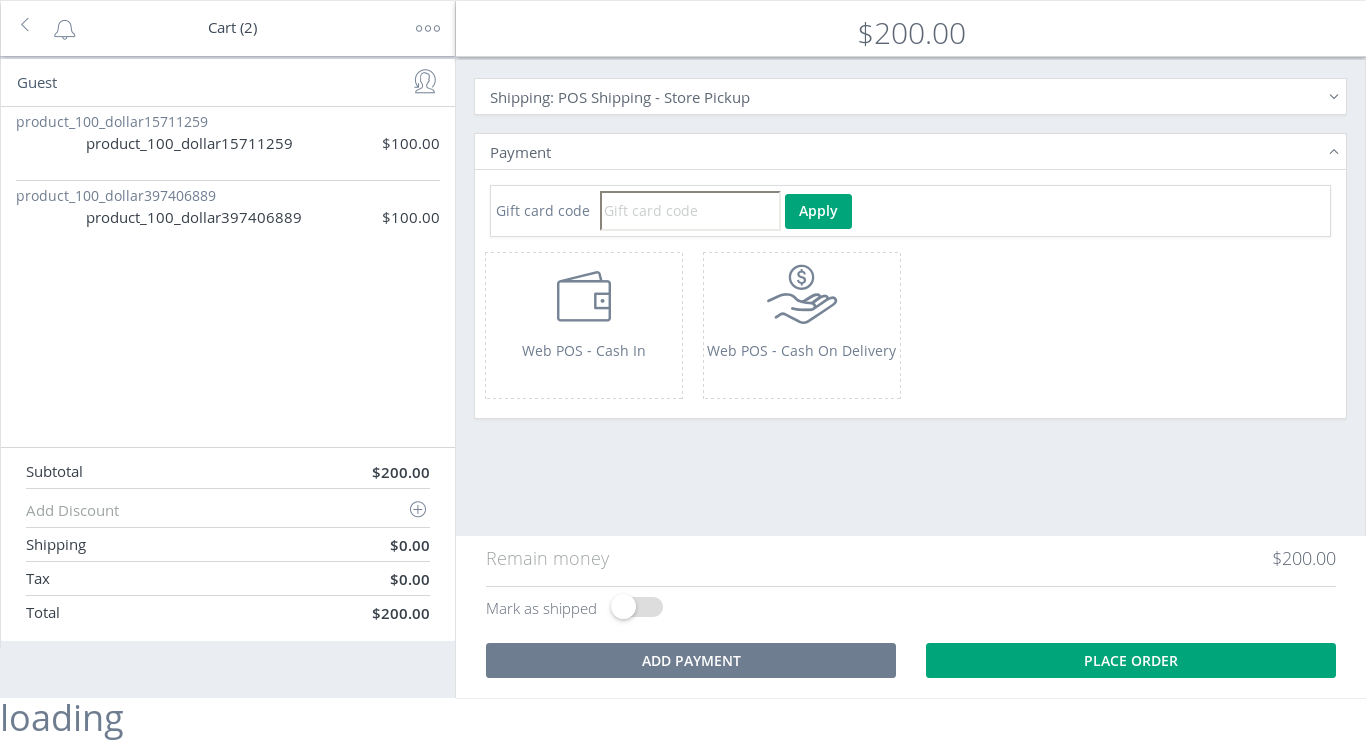 Cart (2)
$200.00
Guest
product_100_dollar15711259
product_100_dollar15711259 $100.00
product_100_dollar397406889
product_100_dollar397406889 $100.00
Subtotal $200.00
Add Discount
Shipping $0.00
Tax $0.00
Total $200.00
Shipping: POS Shipping - Store Pickup
Payment
Gift card code Gift card code Apply
$
Web POS - Cash In Web POS - Cash On Delivery
Remain money $200.00
Mark as shipped
ADD PAYMENT PLACE ORDER
loading